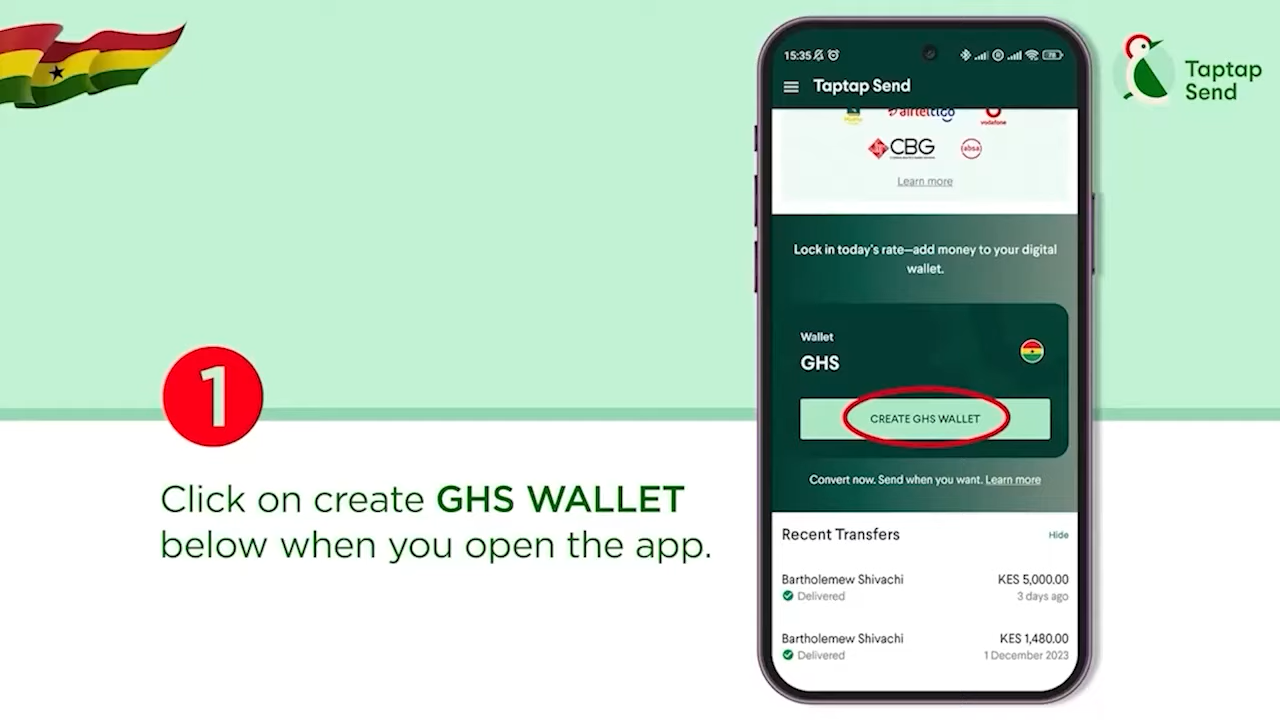 Taptap
Send
1
Click on create GHS WALLET
below when you open the app.
15:35
78
Taptap Send
airteltigo
vodafone
CBG
absa
Learn more
Lock in today's rate—add money to your digital
wallet.
Wallet
GHS
CREATE GHS WALLET
Convert now. Send when you want. Learn more
Recent Transfers
Hide
Bartholemew Shivachi
KES 5,000.00
Delivered
3 days ago
Bartholemew Shivachi
KES 1,480.00
Delivered
1 December 2023